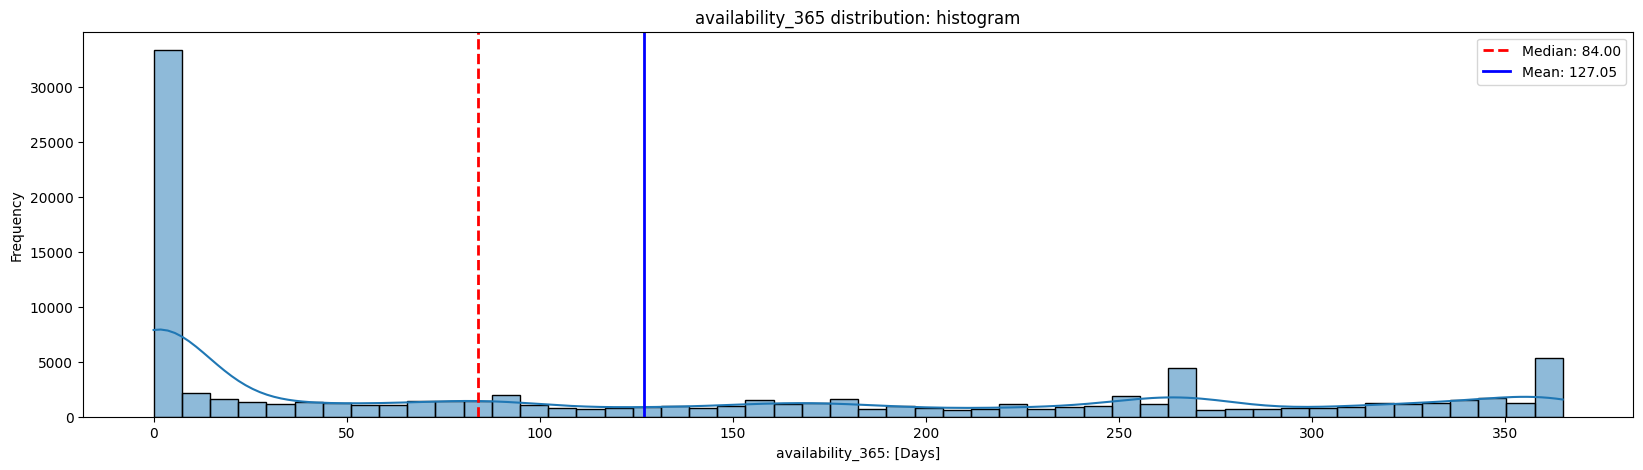 availability_365 distribution: histogram
Median: 84.00
Mean: 127.05
Frequency
30000
25000
20000
15000
10000
5000
0
0 50 100 150 200 250 300 350
availability_365: [Days]